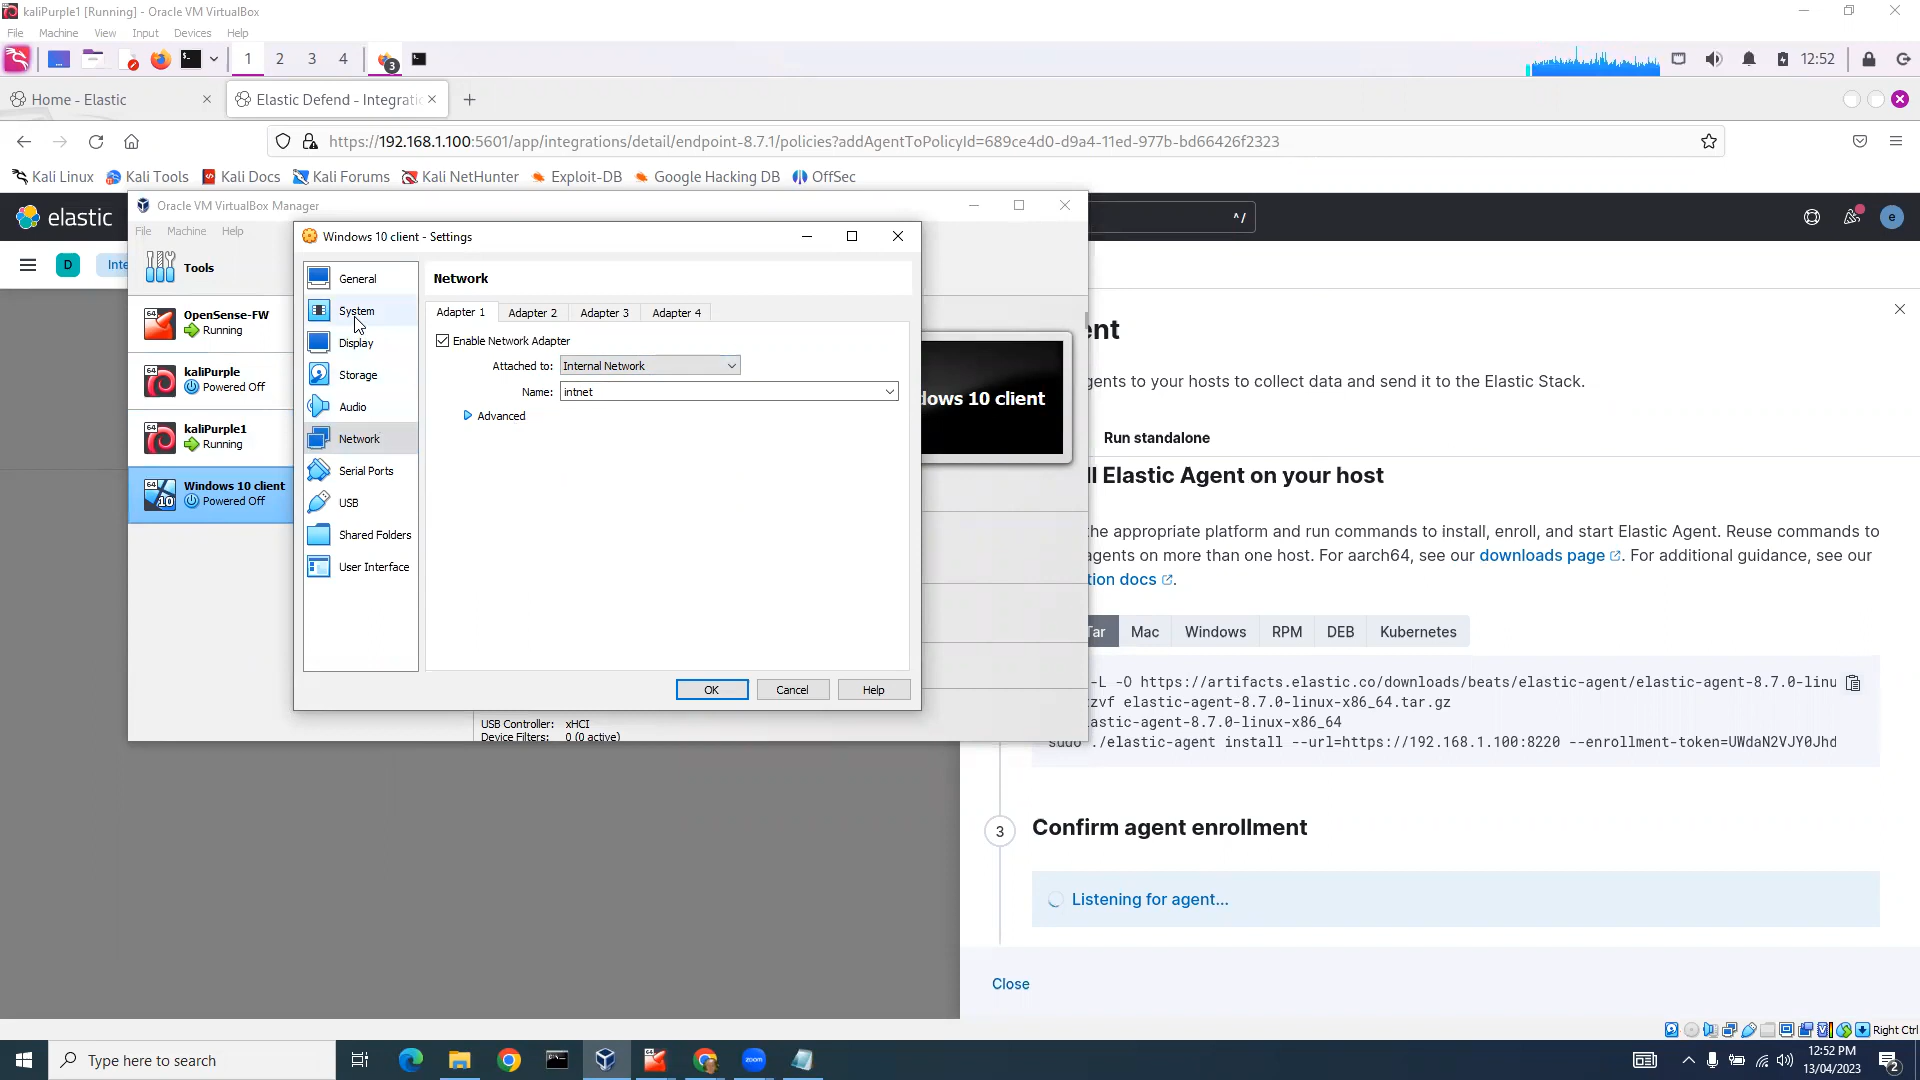 kaliPurple1 [Running] - Oracle VM VirtualBox
File Machine View Input Devices Help
1 2 3 4 3 12:52
Home - Elastic
Elastic Defend - Integrati
https://192.168.1.100:5601/app/integrations/detail/endpoint-8.7.1/policies?addAgentToPolicyId=689ce4d0-d9a4-11ed-977b-bd66426f2323
Kali Linux Kali Tools Kali Docs Kali Forums Kali NetHunter Exploit-DB Google Hacking DB OffSec
elastic
^/
e
D
Inte
Oracle VM VirtualBox Manager
File Machine Help
Tools
64
OpenSense-FW
Running
64
kaliPurple
Powered Off
64
kaliPurple1
Running
64
10
Windows 10 client
Powered Off
Windows 10 client - Settings
General
System
Display
Storage
Audio
Network
Serial Ports
USB
Shared Folders
User Interface
Network
Adapter 1 Adapter 2 Adapter 3 Adapter 4
Enable Network Adapter
Attached to: Internal Network
Name: intnet
Advanced
OK Cancel Help
dows 10 client
USB Controller: xHCI
Device Filters: 0 (0 active)
ent
gents to your hosts to collect data and send it to the Elastic Stack.
Run standalone
ll Elastic Agent on your host
the appropriate platform and run commands to install, enroll, and start Elastic Agent. Reuse commands to
agents on more than one host. For aarch64, see our downloads page. For additional guidance, see our
tion docs.
Tar Mac Windows RPM DEB Kubernetes
-L -O https://artifacts.elastic.co/downloads/beats/elastic-agent/elastic-agent-8.7.0-linu
zvf elastic-agent-8.7.0-linux-x86_64.tar.gz
astic-agent-8.7.0-linux-x86_64
sudo ./elastic-agent install --url=https://192.168.1.100:8220 --enrollment-token=UWdaN2VJY0Jhd
3
Confirm agent enrollment
Listening for agent...
Close
Right Ctrl
Type here to search
zoom
64
12:52 PM
13/04/2023
2